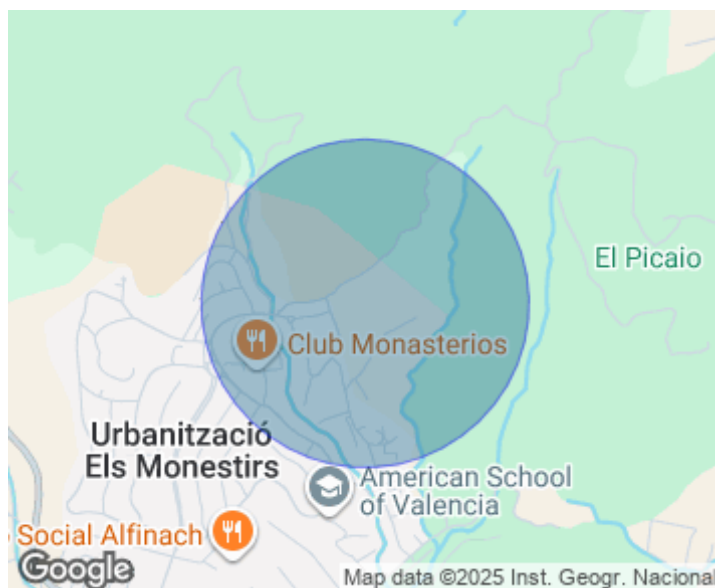 El Picaio
Club Monasterios
Urbanització
Els Monestirs
American School
of Valencia
Social Alfinach
Google
Map data ©2025 Inst. Geogr. Nacional